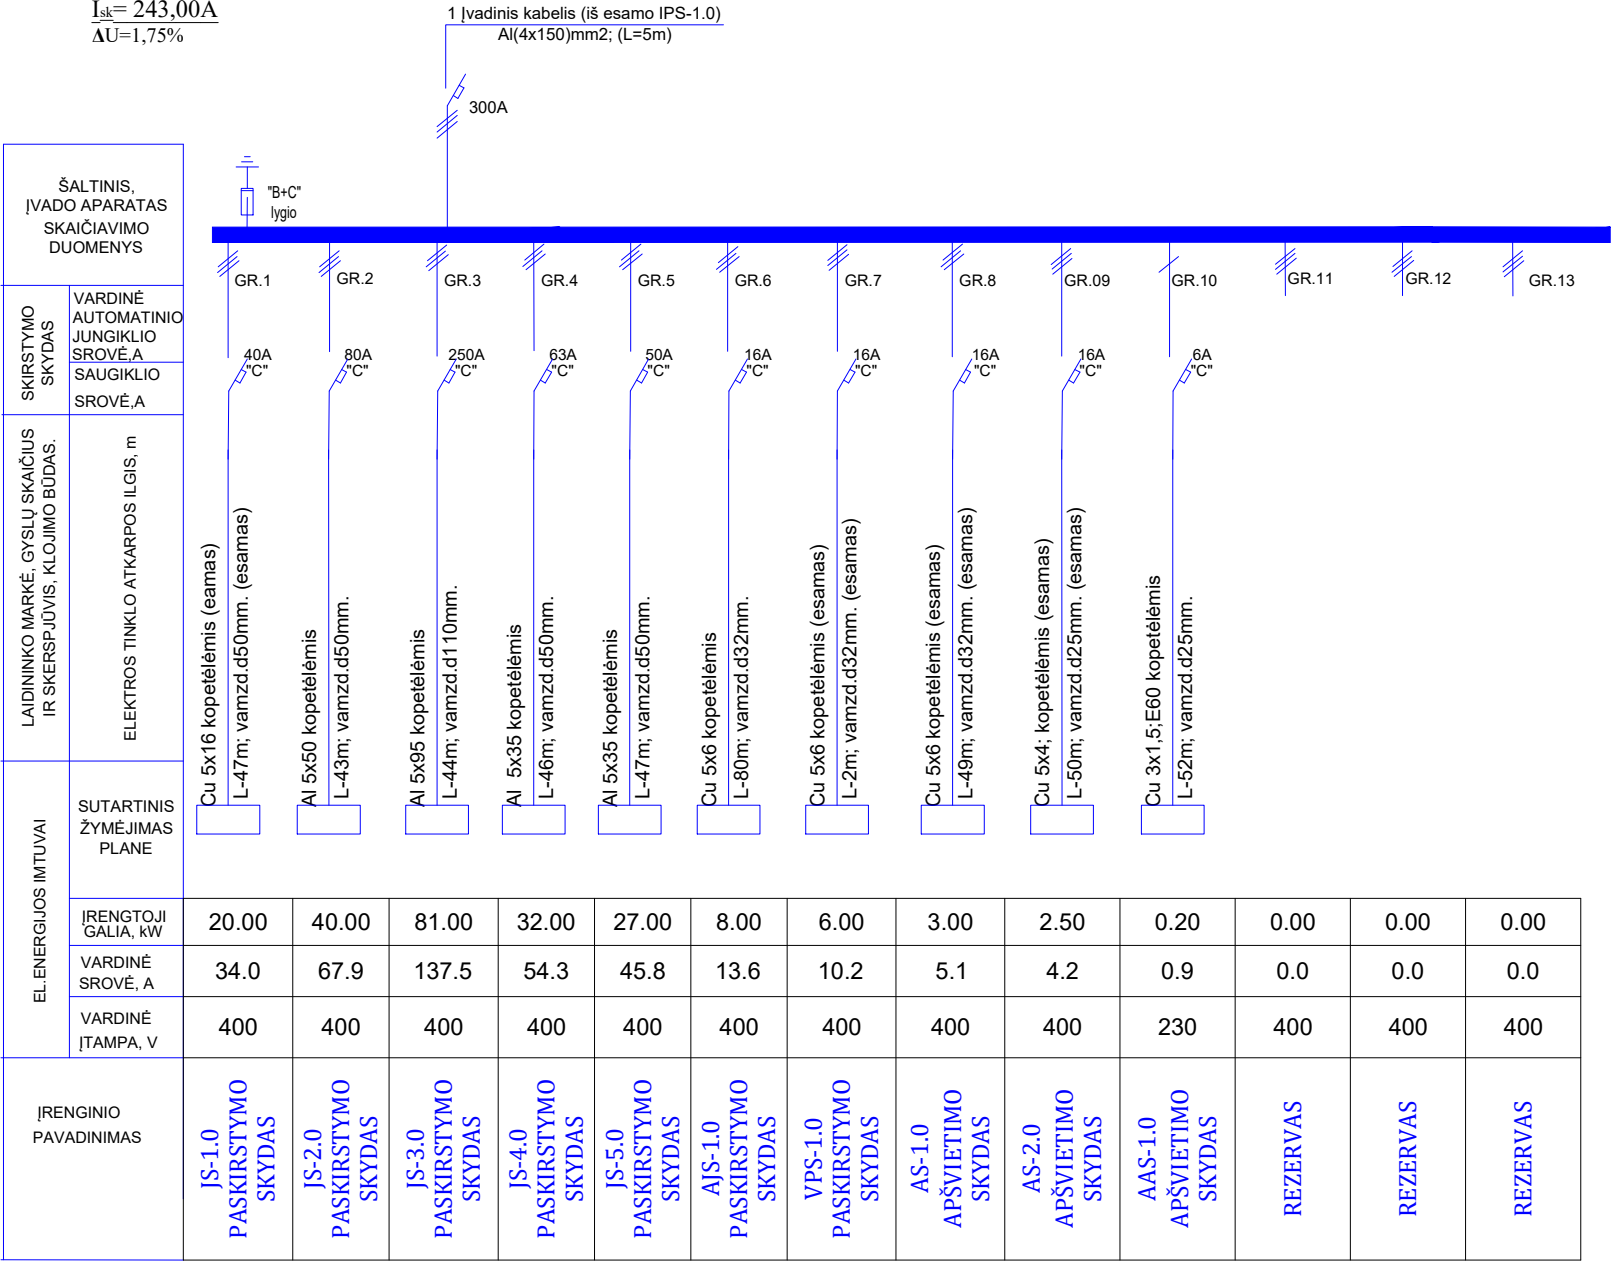 Isk= 243,00A
ΔU=1,75%
1 Įvadinis kabelis (iš esamo IPS-1.0)
Al(4x150)mm2; (L=5m)
300A
"B+C"
lygio
ŠALTINIS,
ĮVADO APARATAS
SKAIČIAVIMO
DUOMENYS
GR.1
GR.2
GR.3
GR.4
GR.5
GR.6
GR.7
GR.8
GR.09
GR.10
GR.11
GR.12
GR.13
SKIRSTYMO
SKYDAS
VARDINĖ
AUTOMATINIO
JUNGIKLIO
SROVĖ,A
SAUGIKLIO
SROVĖ,A
40A
"C"
80A
"C"
250A
"C"
63A
"C"
50A
"C"
16A
"C"
16A
"C"
16A
"C"
16A
"C"
6A
"C"
LAIDININKO MARKĖ, GYSLŲ SKAIČIUS
IR SKERSPJŪVIS, KLOJIMO BŪDAS.
ELEKTROS TINKLO ATKARPOS ILGIS, m
Cu 5x16 kopetėlėmis (eamas)
L-47m; vamzd.d50mm. (esamas)
Al 5x50 kopetėlėmis
L-43m; vamzd.d50mm.
Al 5x95 kopetėlėmis
L-44m; vamzd.d110mm.
Al 5x35 kopetėlėmis
L-46m; vamzd.d50mm.
Al 5x35 kopetėlėmis
L-47m; vamzd.d50mm.
Cu 5x6 kopetėlėmis
L-80m; vamzd.d32mm.
Cu 5x6 kopetėlėmis (esamas)
L-2m; vamzd.d32mm. (esamas)
Cu 5x6 kopetėlėmis (esamas)
L-49m; vamzd.d32mm. (esamas)
Cu 5x4; kopetėlėmis (esamas)
L-50m; vamzd.d25mm. (esamas)
Cu 3x1,5;E60 kopetėlėmis
L-52m; vamzd.d25mm.
EL.ENERGIJOS IMTUVAI
SUTARTINIS
ŽYMĖJIMAS
PLANE
ĮRENGTOJI
GALIA, kW
20.00 40.00 81.00 32.00 27.00 8.00 6.00 3.00 2.50 0.20 0.00 0.00 0.00
VARDINĖ
SROVĖ, A
34.0 67.9 137.5 54.3 45.8 13.6 10.2 5.1 4.2 0.9 0.0 0.0 0.0
VARDINĖ
ĮTAMPA, V
400 400 400 400 400 400 400 400 400 230 400 400 400
ĮRENGINIO
PAVADINIMAS
JS-1.0
PASKIRSTYMO
SKYDAS
JS-2.0
PASKIRSTYMO
SKYDAS
JS-3.0
PASKIRSTYMO
SKYDAS
JS-4.0
PASKIRSTYMO
SKYDAS
JS-5.0
PASKIRSTYMO
SKYDAS
AJS-1.0
PASKIRSTYMO
SKYDAS
VPS-1.0
PASKIRSTYMO
SKYDAS
AS-1.0
APŠVIETIMO
SKYDAS
AS-2.0
APŠVIETIMO
SKYDAS
AAS-1.0
APŠVIETIMO
SKYDAS
REZERVAS
REZERVAS
REZERVAS